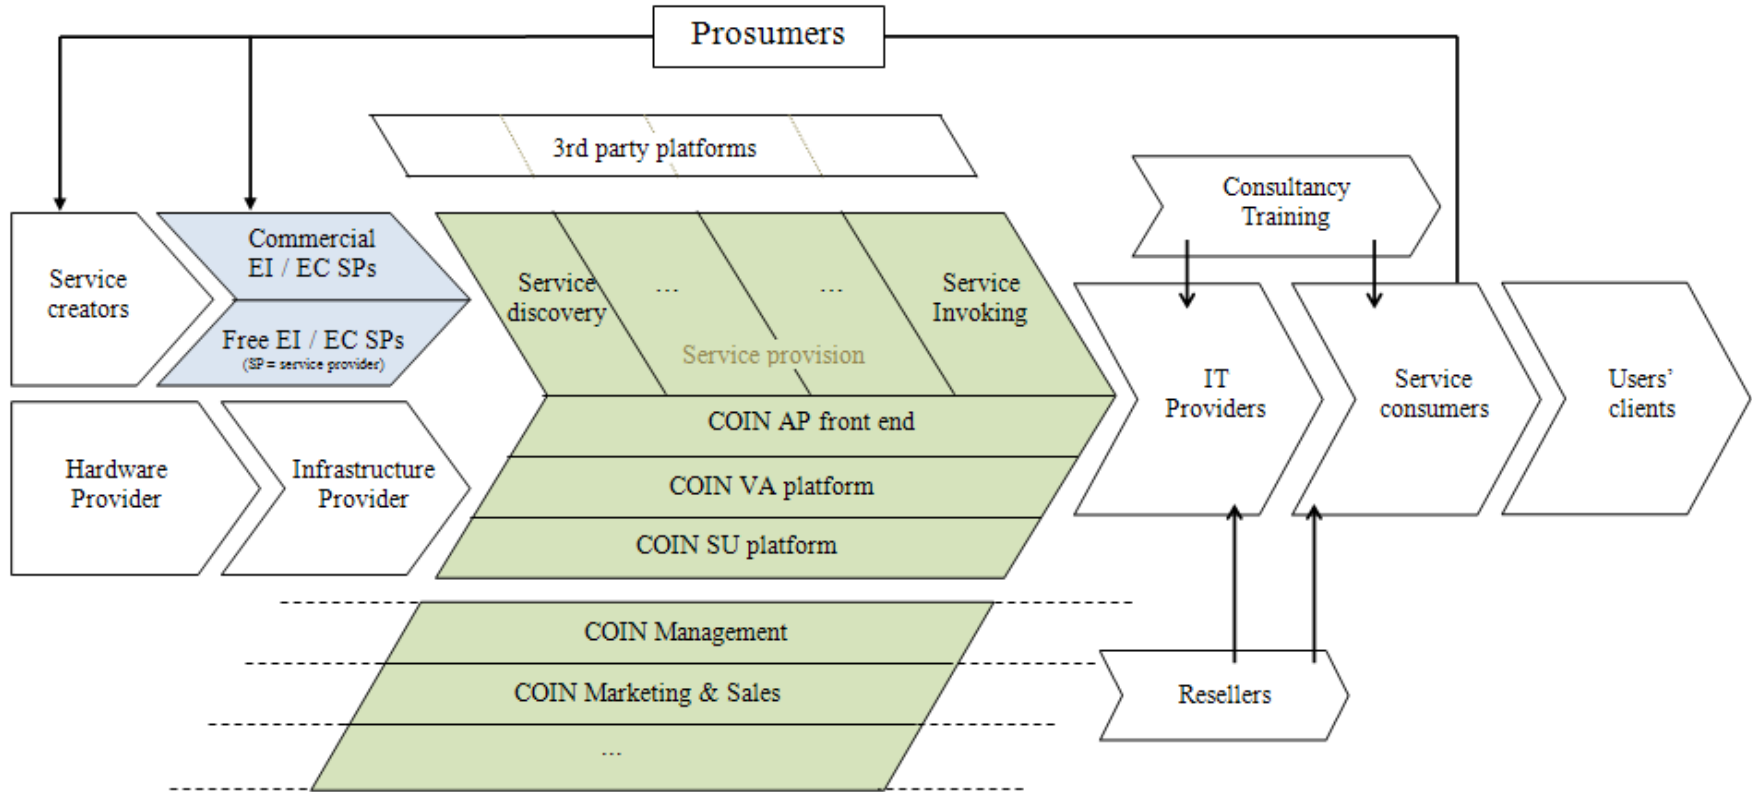 Prosumers
3rd party platforms
Consultancy
Training
Commercial
EI / EC SPs
Service
creators
Free EI / EC SPs
(SP = service provider)
Service
discovery
...
...
Service
Invoking
Service provision
IT
Providers
Service
consumers
Users’
clients
COIN AP front end
Hardware
Provider
Infrastructure
Provider
COIN VA platform
COIN SU platform
COIN Management
COIN Marketing & Sales
...
Resellers